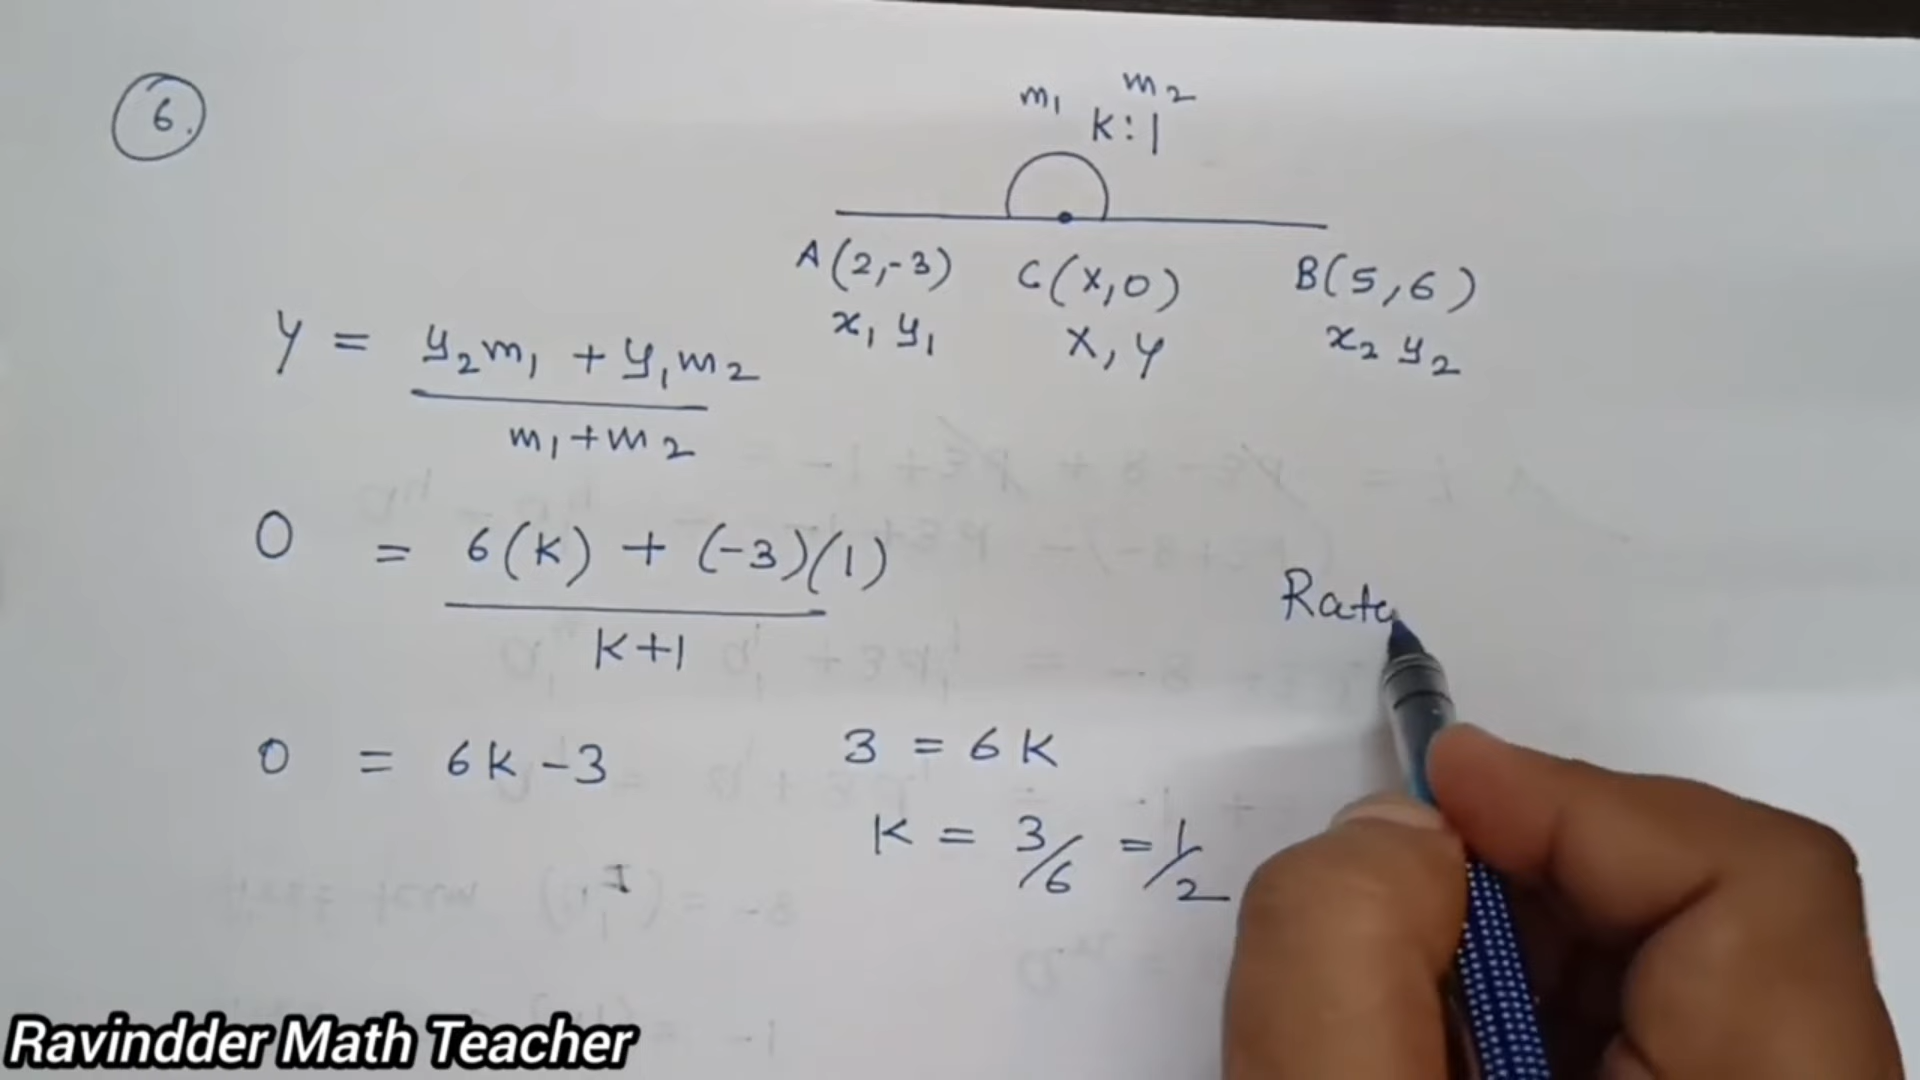 6.
m1 m2
k:1
A(2,-3) C(x,0) B(5,6)
x1 y1 x,y x2 y2
y = y2m1 + y1m2
m1+m2
0 = 6(k) + (-3)(1)
k+1
Rat
0 = 6k-3
3 = 6k
k = 3/6 = 1/2
Ravindder Math Teacher